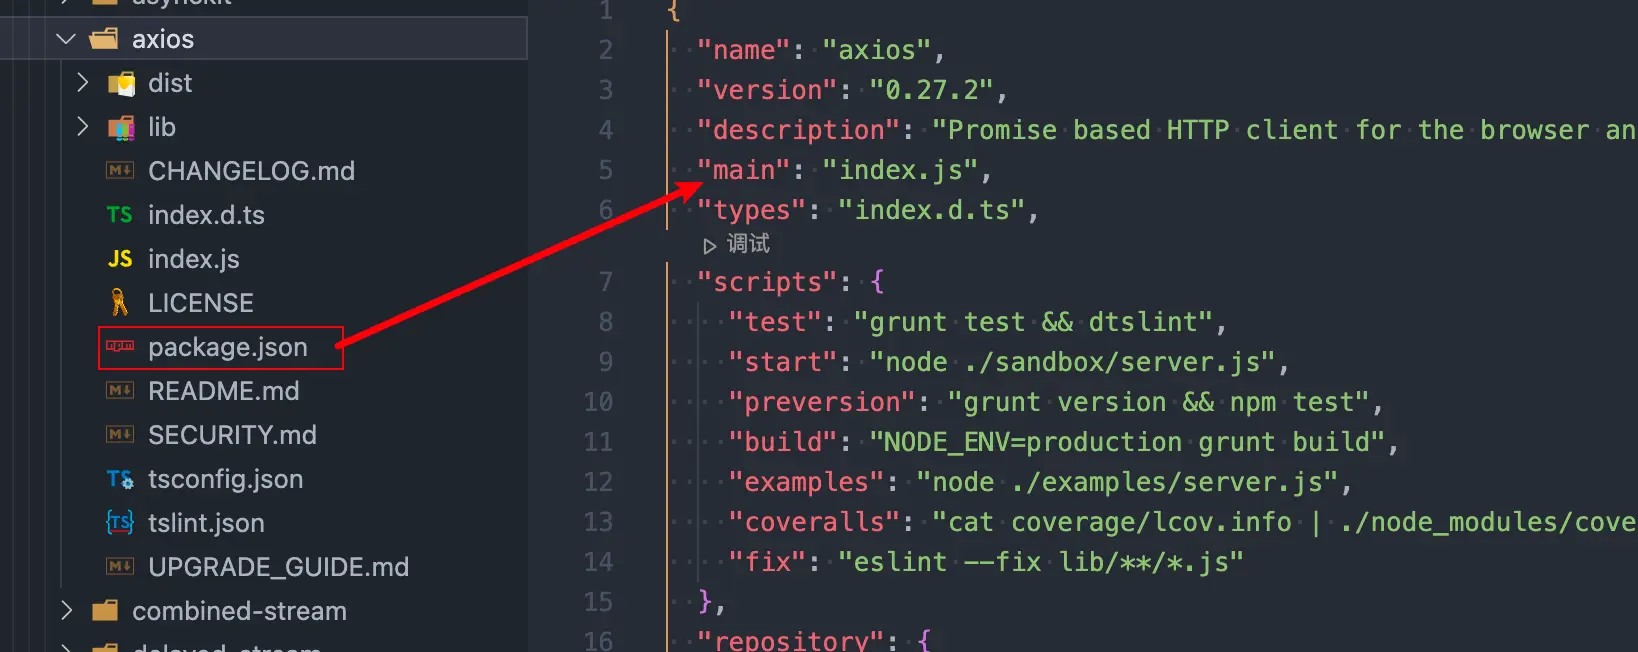 asynckit
axios
dist
lib
CHANGELOG.md
TS index.d.ts
JS index.js
LICENSE
package.json
README.md
SECURITY.md
TS tsconfig.json
{TS} tslint.json
UPGRADE_GUIDE.md
combined-stream
delayed-stream
1 {
2 "name": "axios",
3 "version": "0.27.2",
4 "description": "Promise based HTTP client for the browser an
5 "main": "index.js",
6 "types": "index.d.ts",
调试
7 "scripts": {
8 "test": "grunt test && dtslint",
9 "start": "node ./sandbox/server.js",
10 "preversion": "grunt version && npm test",
11 "build": "NODE_ENV=production grunt build",
12 "examples": "node ./examples/server.js",
13 "coveralls": "cat coverage/lcov.info | ./node_modules/cove
14 "fix": "eslint --fix lib/**/*.js"
15 },
16 "repository": {